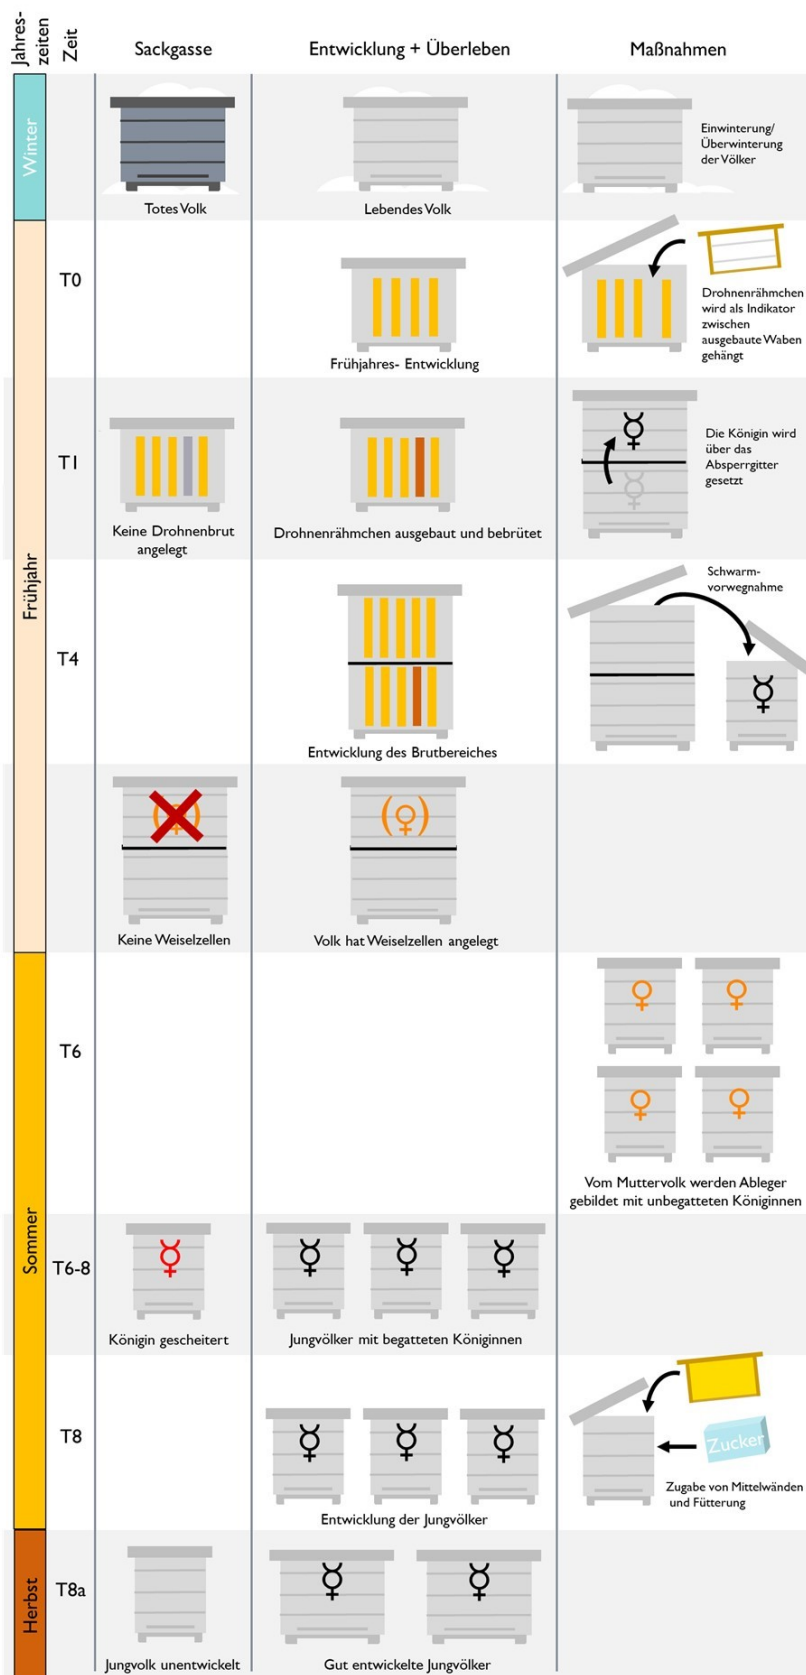 Jahres-
zeiten
Zeit
Sackgasse
Entwicklung + Überleben
Maßnahmen
Winter
Totes Volk
Lebendes Volk
Einwinterung/
Überwinterung
der Völker
Frühjahr
T0
Frühjahres- Entwicklung
Drohnenrähmchen
wird als Indikator
zwischen
ausgebaute Waben
gehängt
T1
Keine Drohnenbrut
angelegt
Drohnenrähmchen ausgebaut und bebrütet
Die Königin wird
über das
Absperrgitter
gesetzt
T4
Entwicklung des Brutbereiches
Schwarm-
vorwegnahme
Keine Weiselzellen
Volk hat Weiselzellen angelegt
Sommer
T6
Vom Muttervolk werden Ableger
gebildet mit unbegatteten Königinnen
T6-8
Königin gescheitert
Jungvölker mit begatteten Königinnen
T8
Entwicklung der Jungvölker
Zucker
Zugabe von Mittelwänden
und Fütterung
Herbst
T8a
Jungvolk unentwickelt
Gut entwickelte Jungvölker